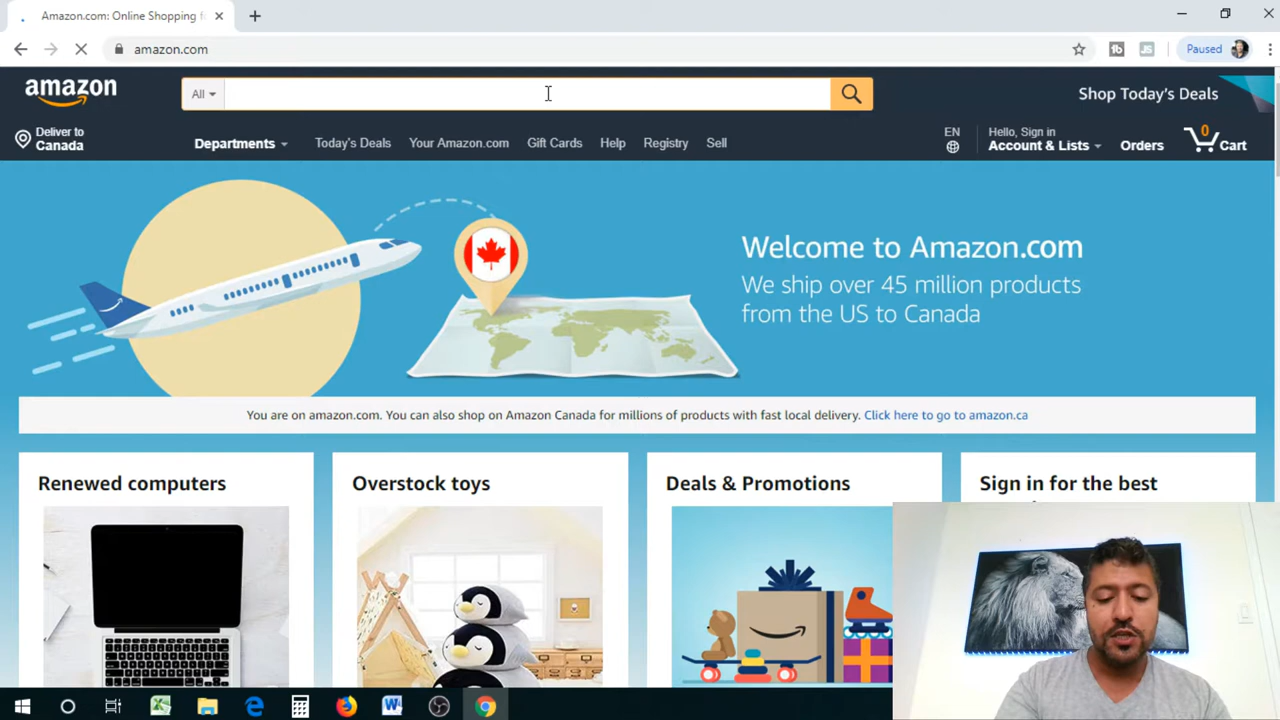 Amazon.com: Online Shopping f
amazon.com
Paused
amazon
All
Shop Today's Deals
Deliver to
Canada
Departments
Today's Deals
Your Amazon.com
Gift Cards
Help
Registry
Sell
EN
Hello, Sign in
Account & Lists
Orders
0
Cart
Welcome to Amazon.com
We ship over 45 million products
from the US to Canada
You are on amazon.com. You can also shop on Amazon Canada for millions of products with fast local delivery. Click here to go to amazon.ca
Renewed computers
Overstock toys
Deals & Promotions
Sign in for the best